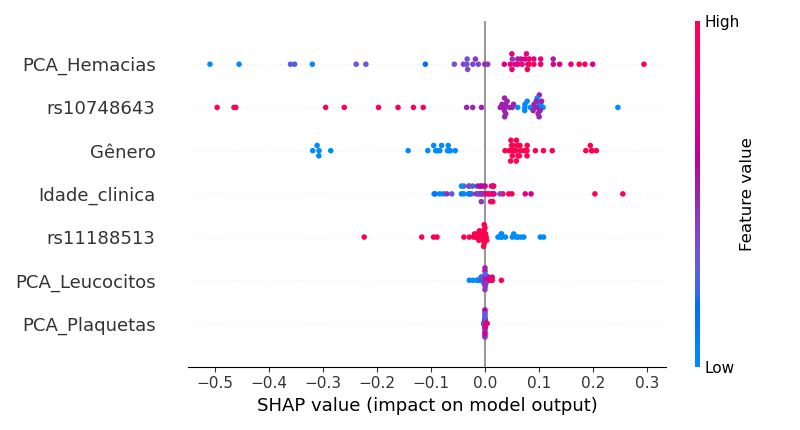 High
PCA_Hemacias
rs10748643
Gênero
Idade_clinica
rs11188513
PCA_Leucocitos
PCA_Plaquetas
Feature value
Low
−0.5 −0.4 −0.3 −0.2 −0.1 0.0 0.1 0.2 0.3
SHAP value (impact on model output)